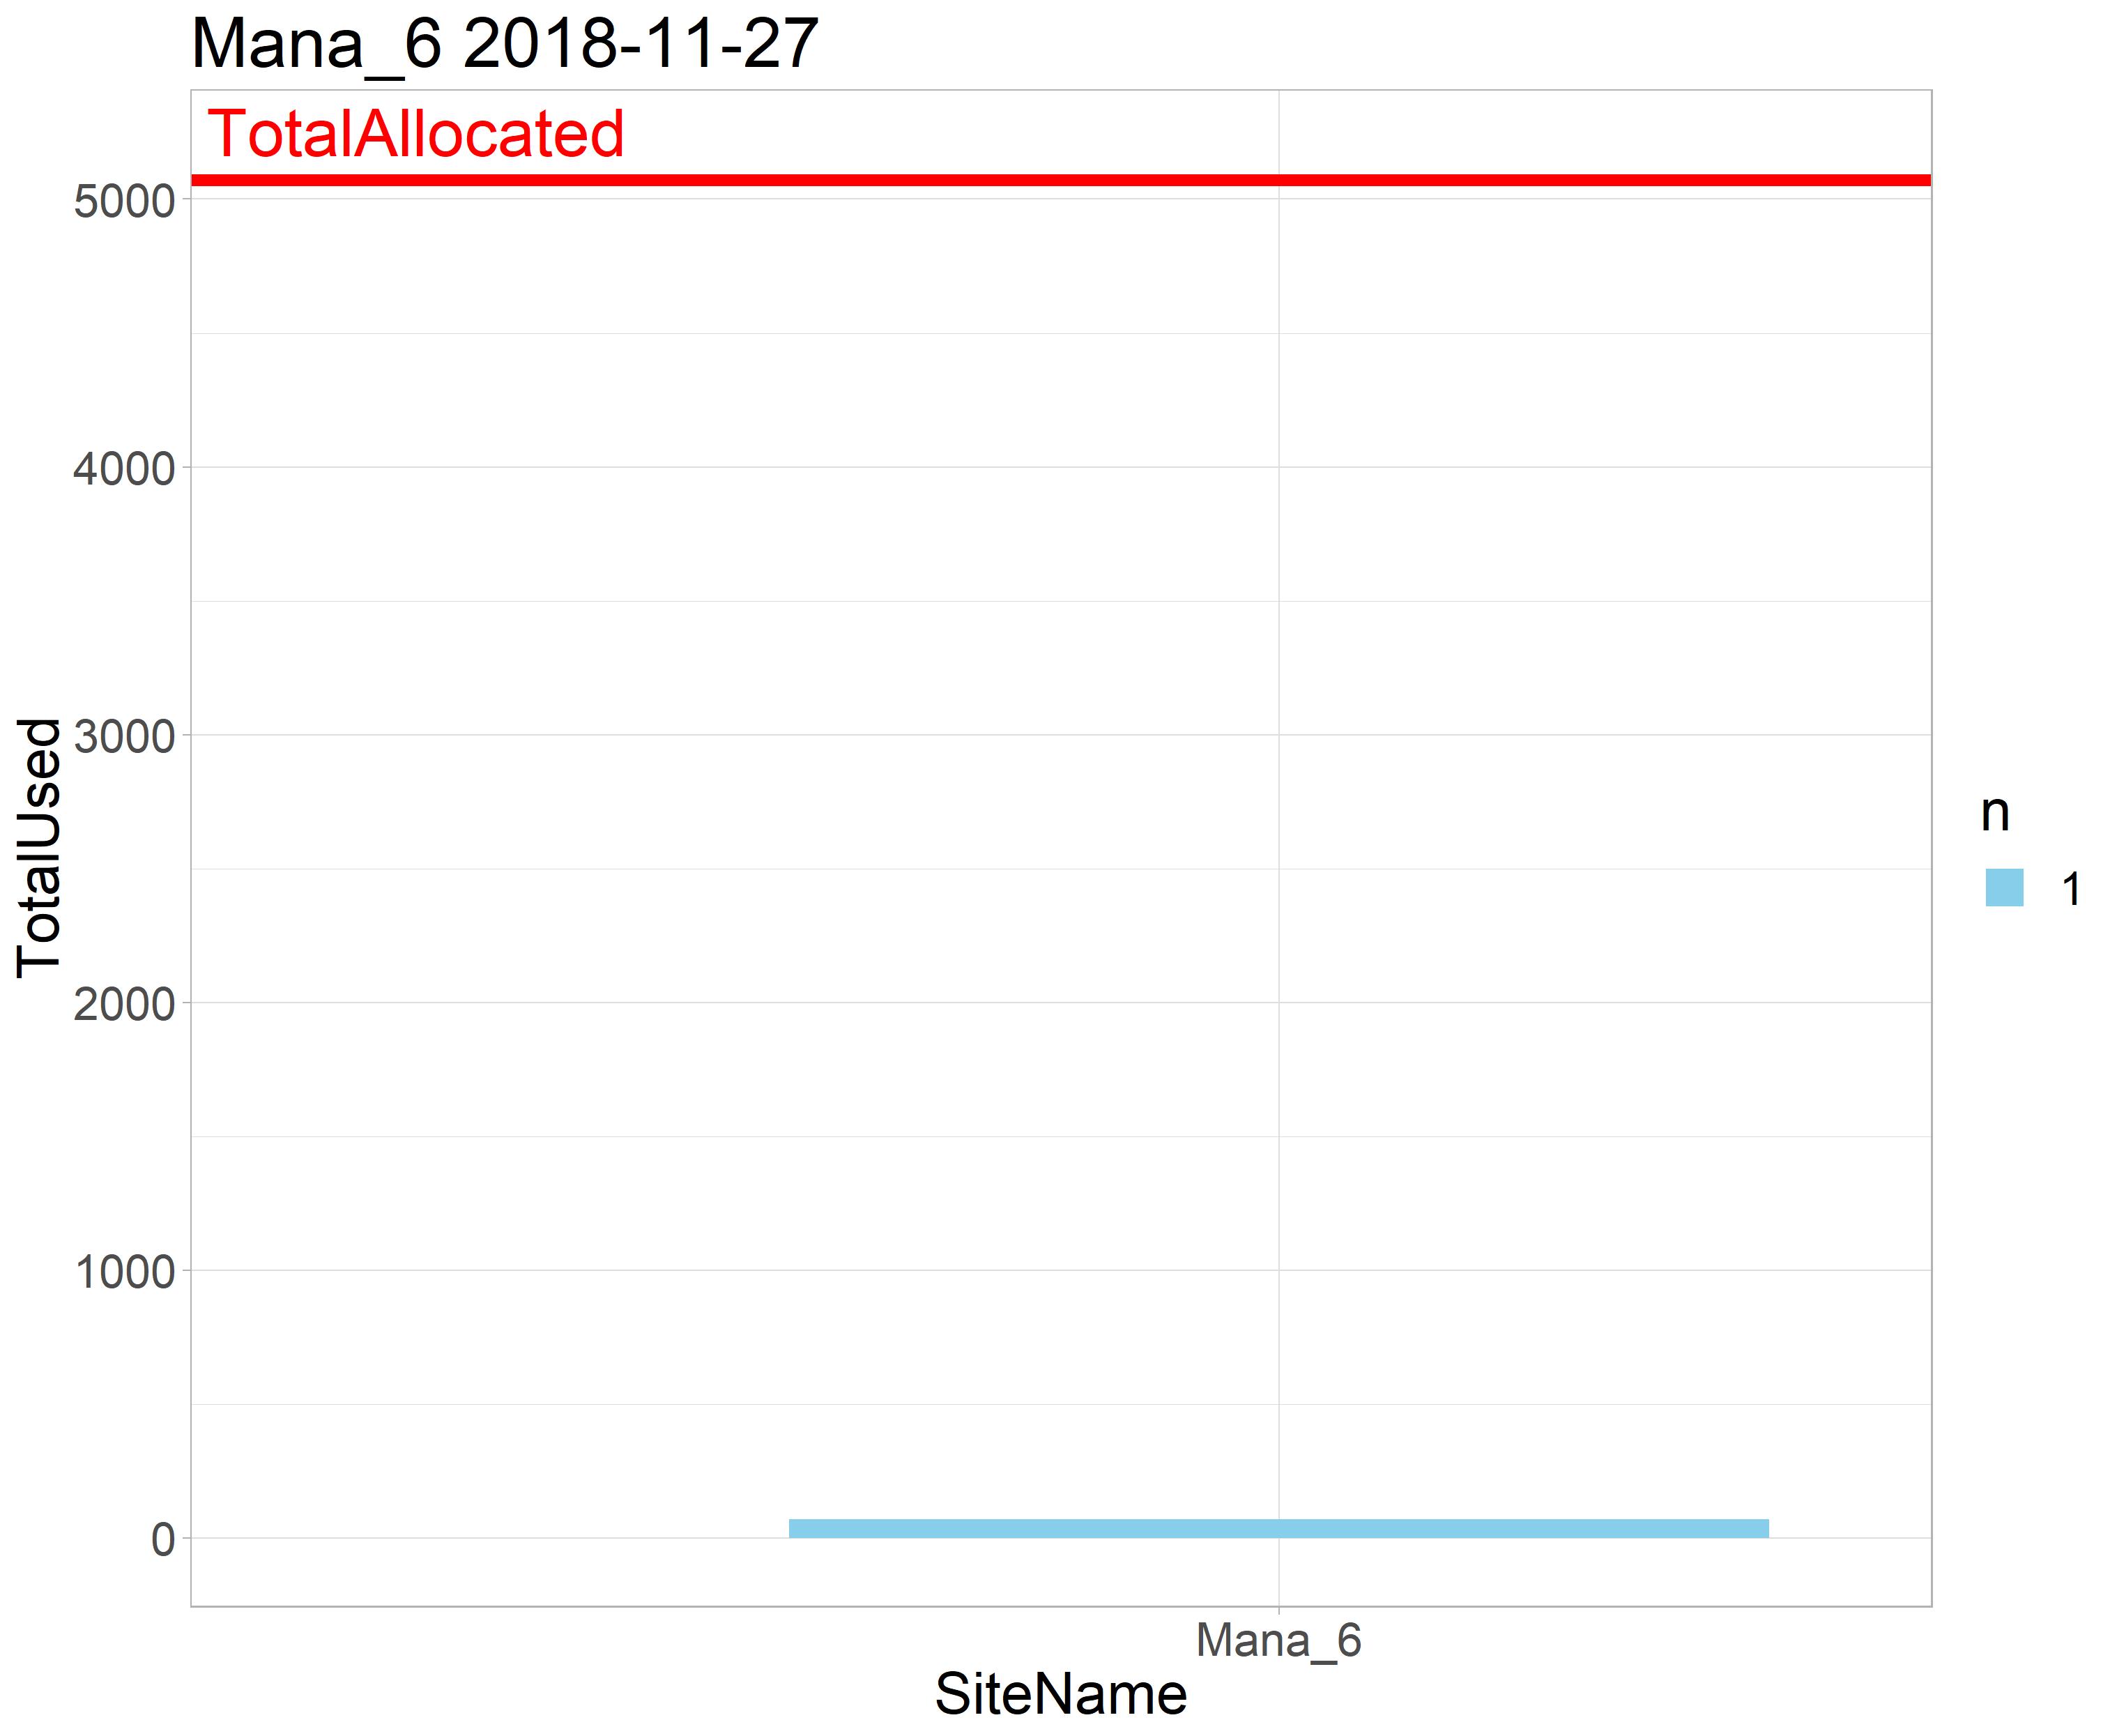 Mana_6 2018-11-27
TotalAllocated
5000
4000
3000
2000
1000
0
TotalUsed
Mana_6
SiteName
n
1